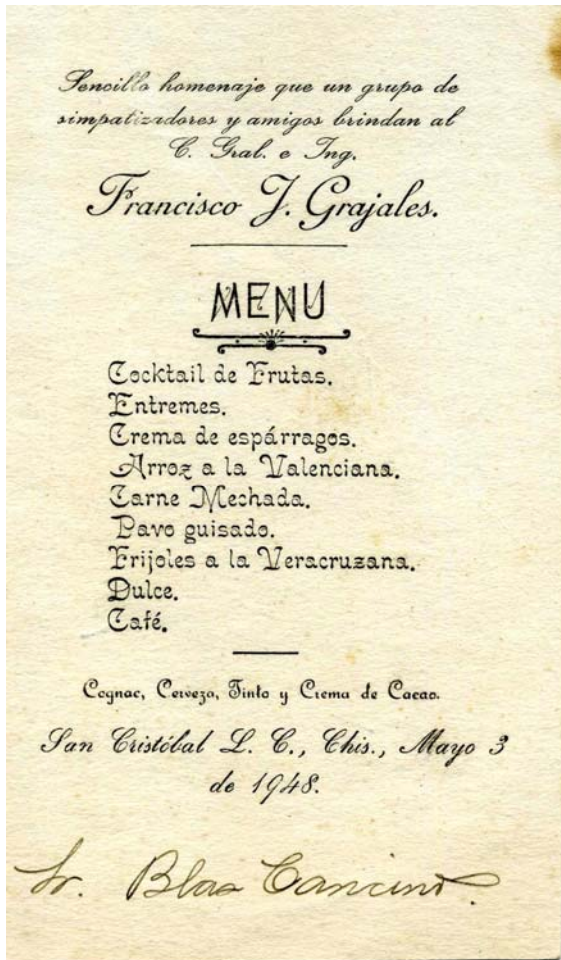 Sencillo homenaje que un grupo de
simpatizadores y amigos brindan al
C. Gral. e Ing.
Francisco J. Grajales.
MENU
Cocktail de Frutas.
Entremes.
Crema de espárragos.
Arroz a la Valenciana.
Carne Mechada.
Pavo guisado.
Frijoles a la Veracruzana.
Dulce.
Café.
Cognac, Cerveza, Tinto y Crema de Cacao.
San Cristóbal L. C., Chis., Mayo 3
de 1948.
Sr. Blas Cancino.